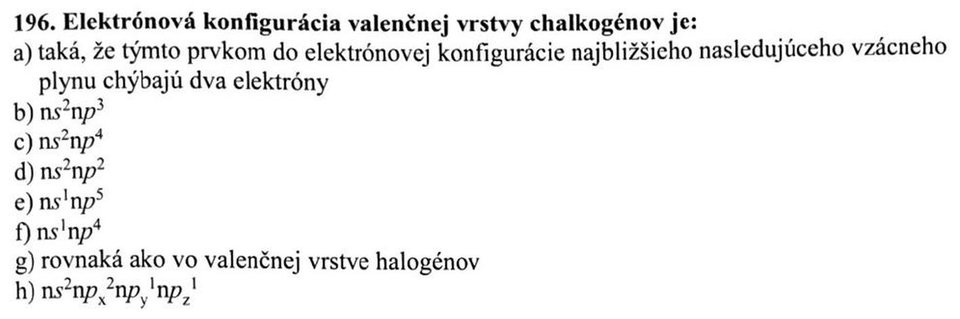 196. Elektrónová konfigurácia valenčnej vrstvy chalkogénov je:
a) taká, že týmto prvkom do elektrónovej konfigurácie najbližšieho nasledujúceho vzácneho
plynu chýbajú dva elektróny
b) ns²np³
c) ns²np⁴
d) ns²np²
e) ns¹np⁵
f) ns¹np⁴
g) rovnaká ako vo valenčnej vrstve halogénov
h) ns²npₓ²np_y¹np_z¹